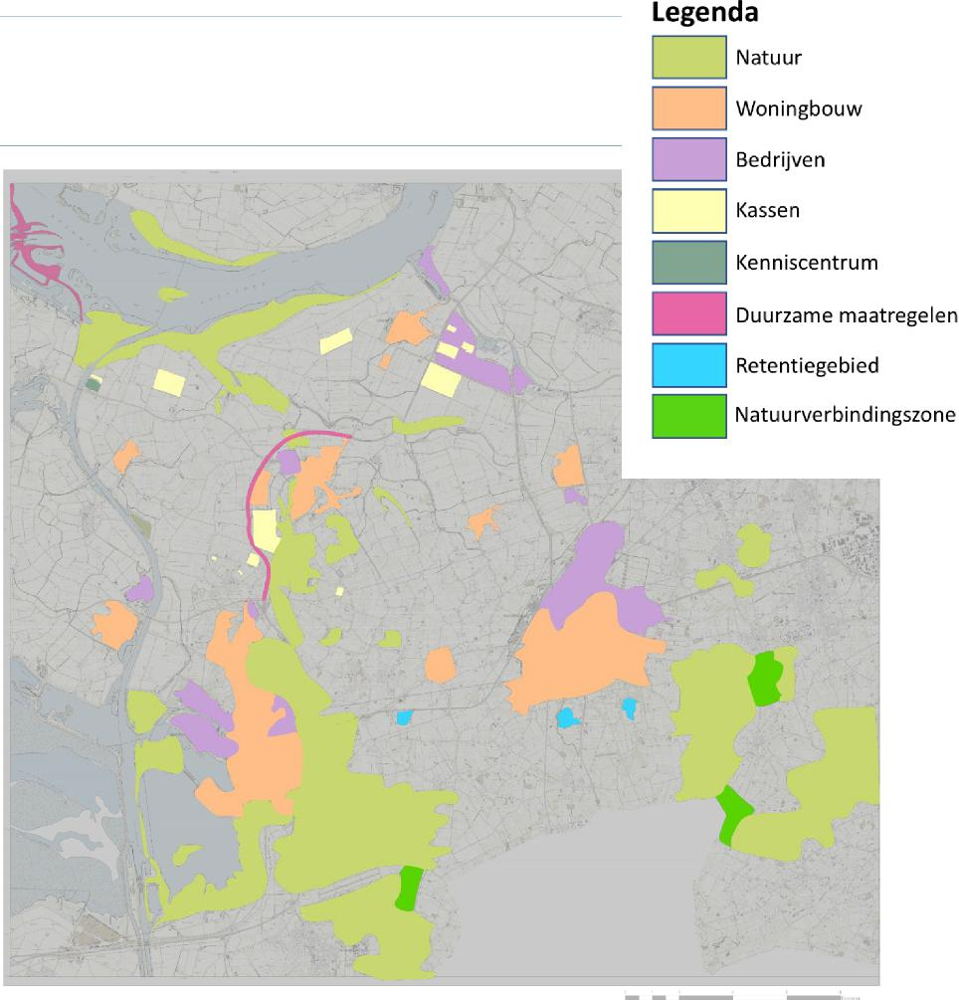 Legenda
Natuur
Woningbouw
Bedrijven
Kassen
Kenniscentrum
Duurzame maatregelen
Retentiegebied
Natuurverbindingszone